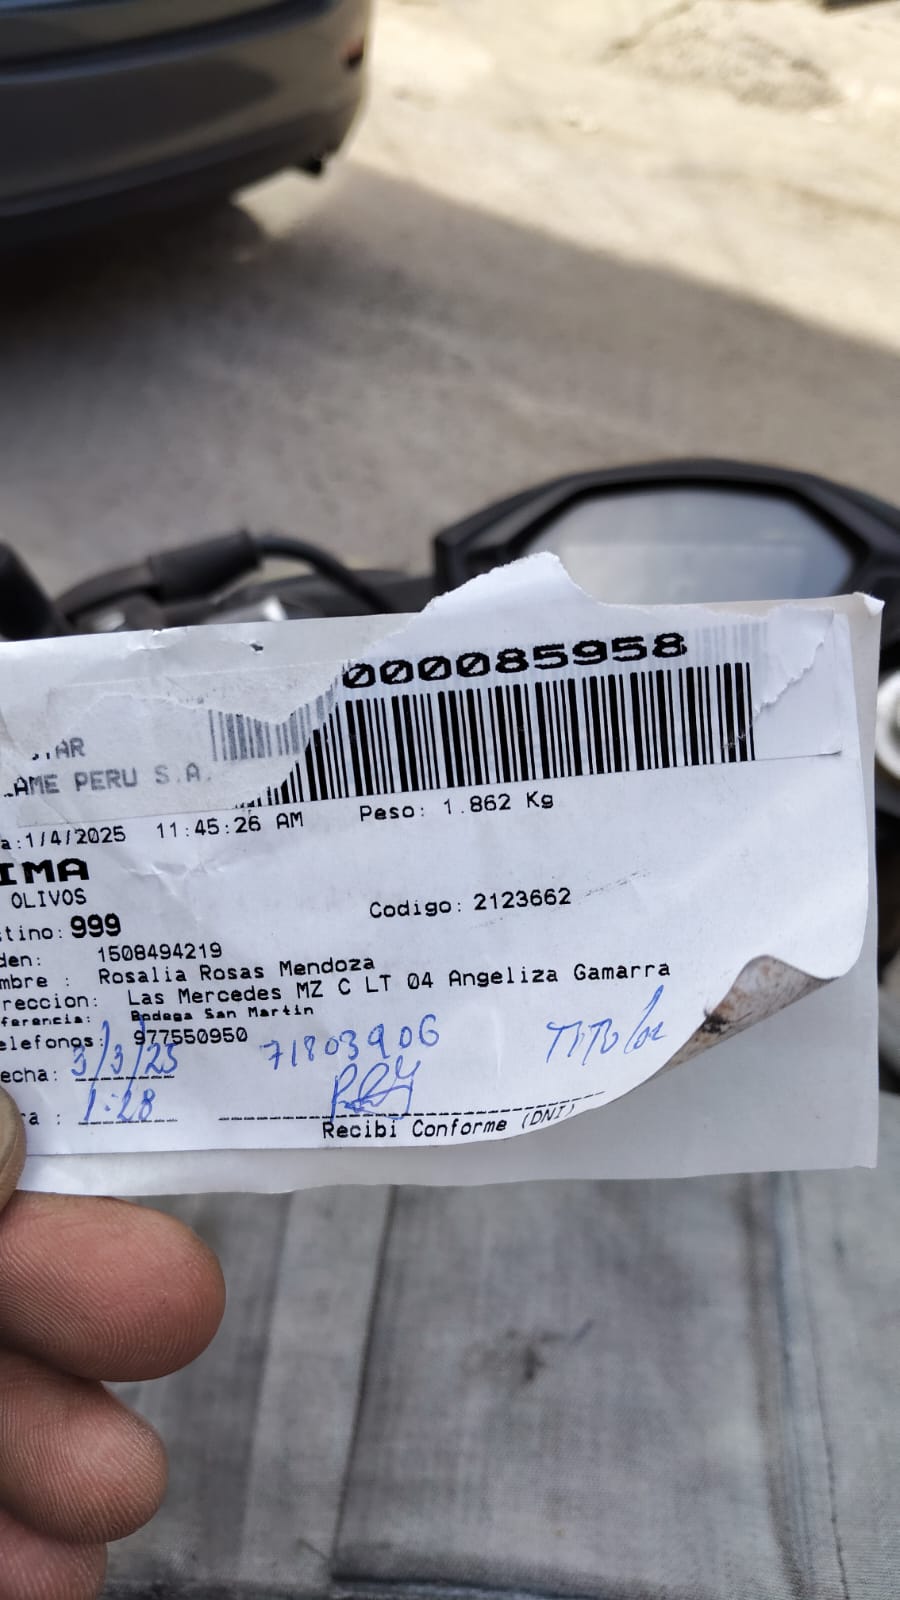 000085958
AME PERU S.A.
a:1/4/2025 11:45:26 AM Peso: 1.862 Kg
IMA
OLIVOS
Codigo: 2123662
tino: 999
den: 1508494219
mbre : Rosalia Rosas Mendoza
reccion: Las Mercedes MZ C LT 04 Angeliza Gamarra
ferencia: Bodega San Martin
elefonos: 977550950
echa: 3/3/25 71803906 TITular
a : 1:28
Recibi Conforme (DNI)